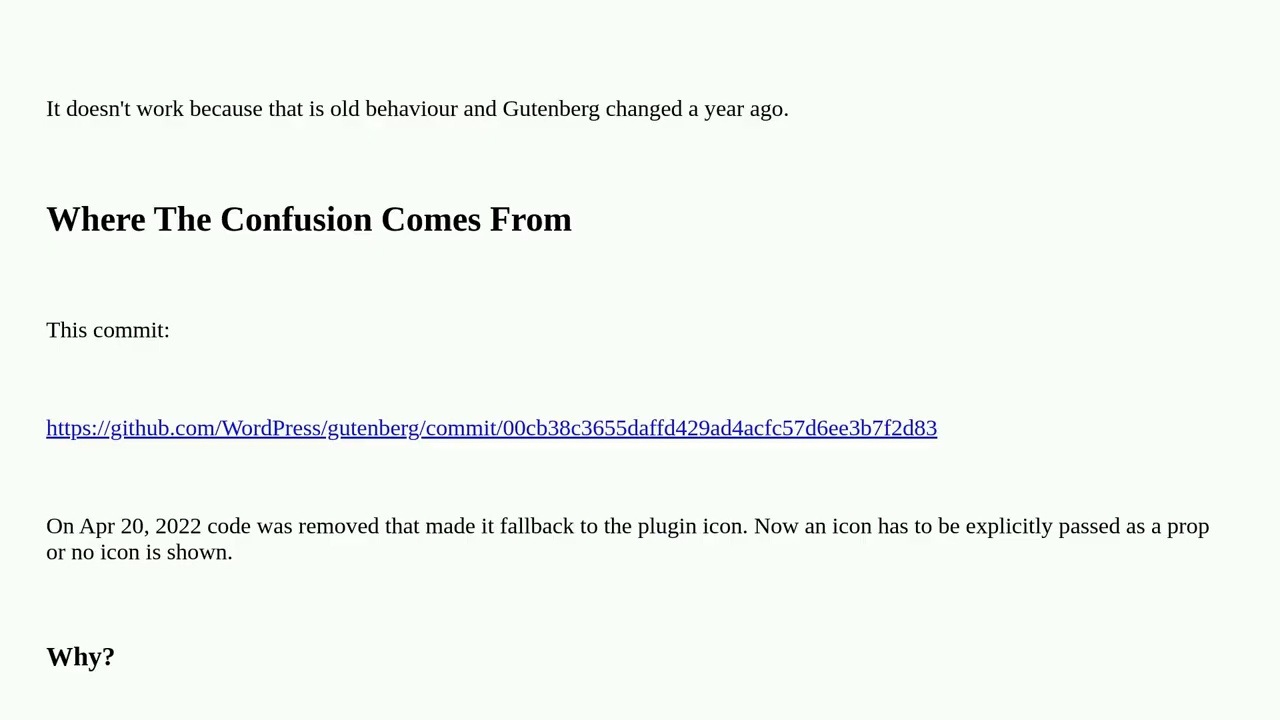 It doesn't work because that is old behaviour and Gutenberg changed a year ago.
Where The Confusion Comes From
This commit:
https://github.com/WordPress/gutenberg/commit/00cb38c3655daffd429ad4acfc57d6ee3b7f2d83
On Apr 20, 2022 code was removed that made it fallback to the plugin icon. Now an icon has to be explicitly passed as a prop
or no icon is shown.
Why?